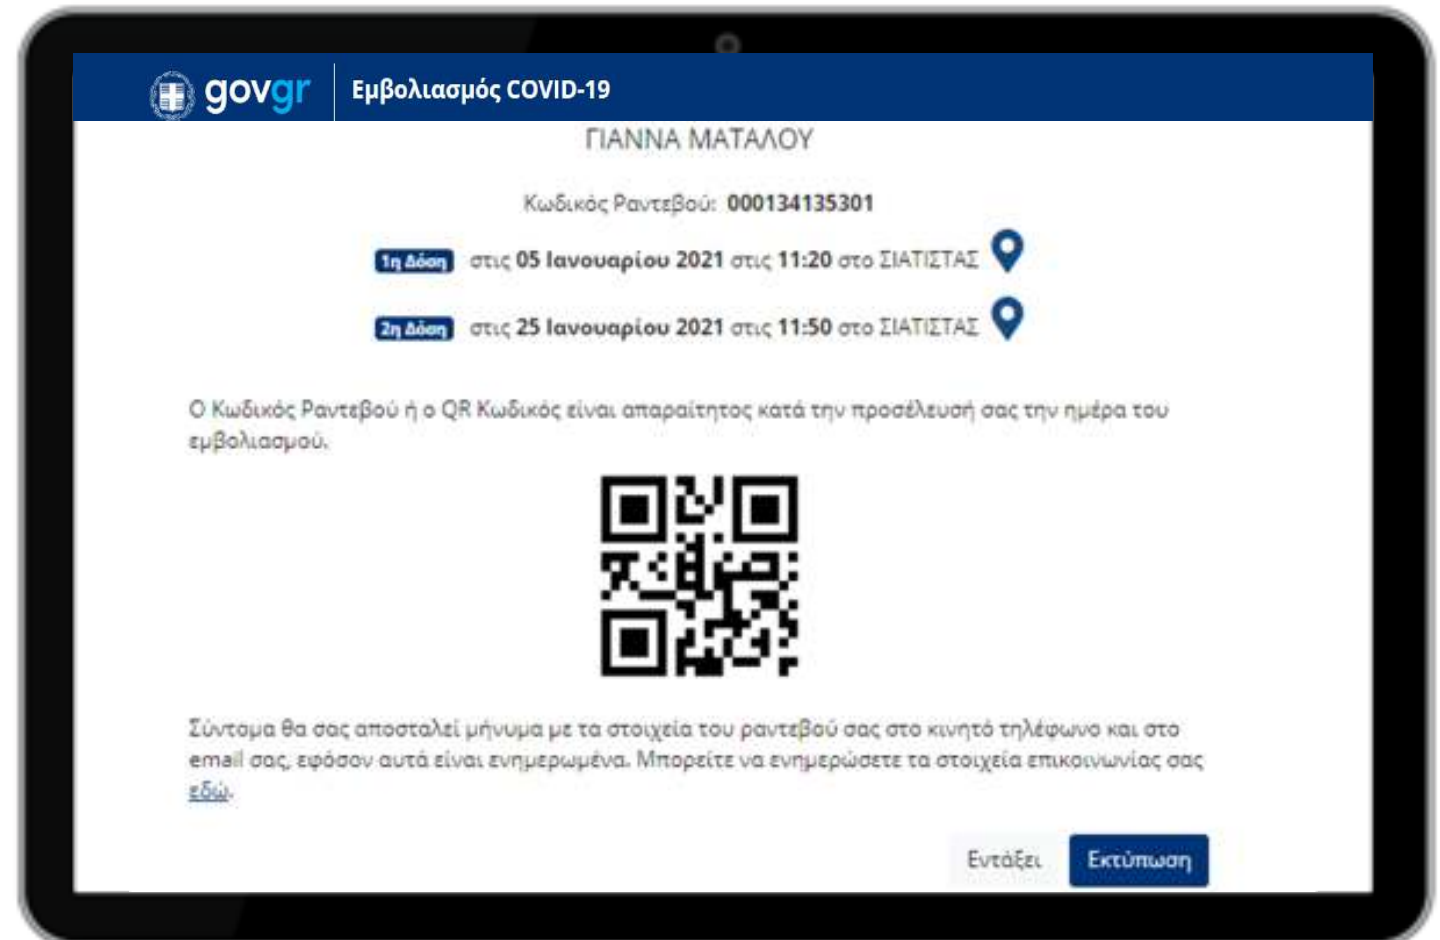 govgr Εμβολιασμός COVID-19
ΓΙΑΝΝΑ ΜΑΤΑΛΟΥ
Κωδικός Ραντεβού: 000134135301
1η Δόση στις 05 Ιανουαρίου 2021 στις 11:20 στο ΣΙΑΤΙΣΤΑΣ
2η Δόση στις 25 Ιανουαρίου 2021 στις 11:50 στο ΣΙΑΤΙΣΤΑΣ
Ο Κωδικός Ραντεβού ή ο QR Κωδικός είναι απαραίτητος κατά την προσέλευσή σας την ημέρα του
εμβολιασμού.
Σύντομα θα σας αποσταλεί μήνυμα με τα στοιχεία του ραντεβού σας στο κινητό τηλέφωνο και στο
email σας, εφόσον αυτά είναι ενημερωμένα. Μπορείτε να ενημερώσετε τα στοιχεία επικοινωνίας σας
εδώ.
Εντάξει Εκτύπωση